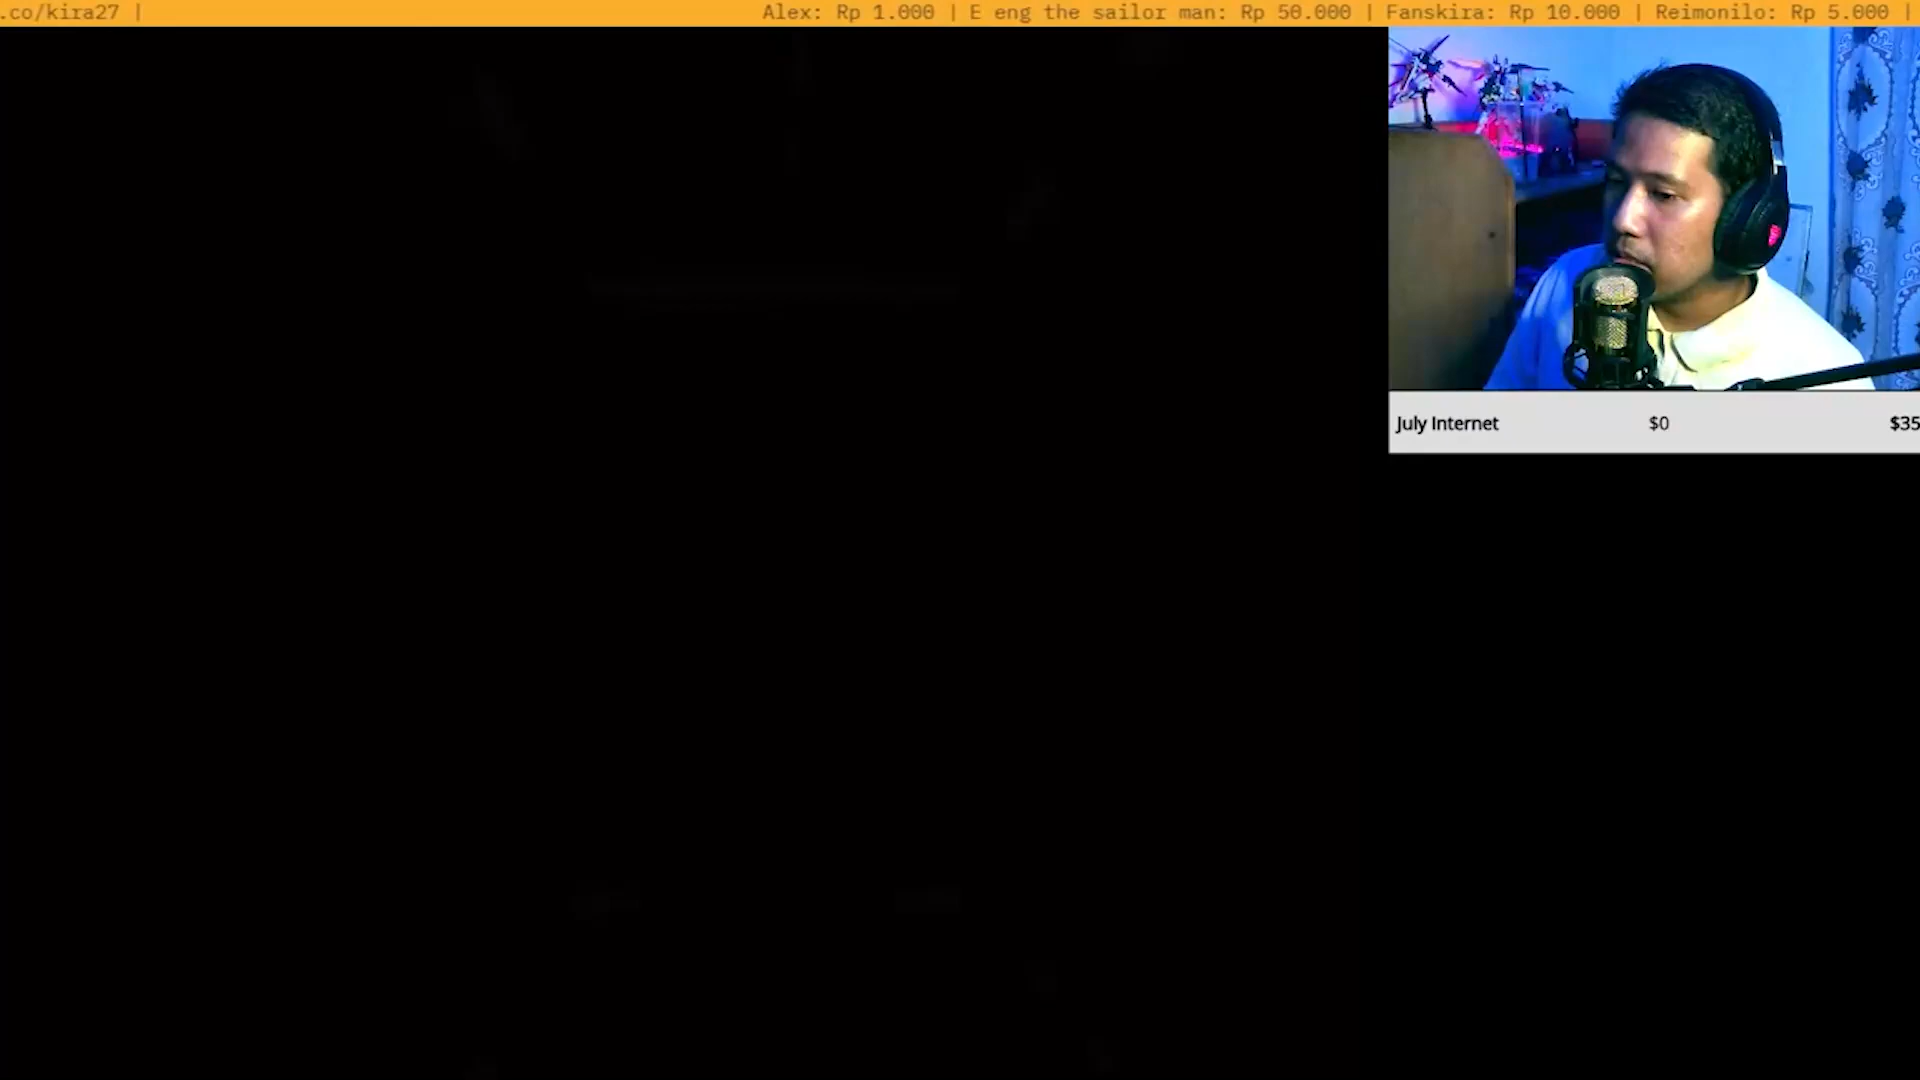 .co/kira27 |
Alex: Rp 1.000 | E eng the sailor man: Rp 50.000 | Fanskira: Rp 10.000 | Reimonilo: Rp 5.000 |
July Internet $0 $35